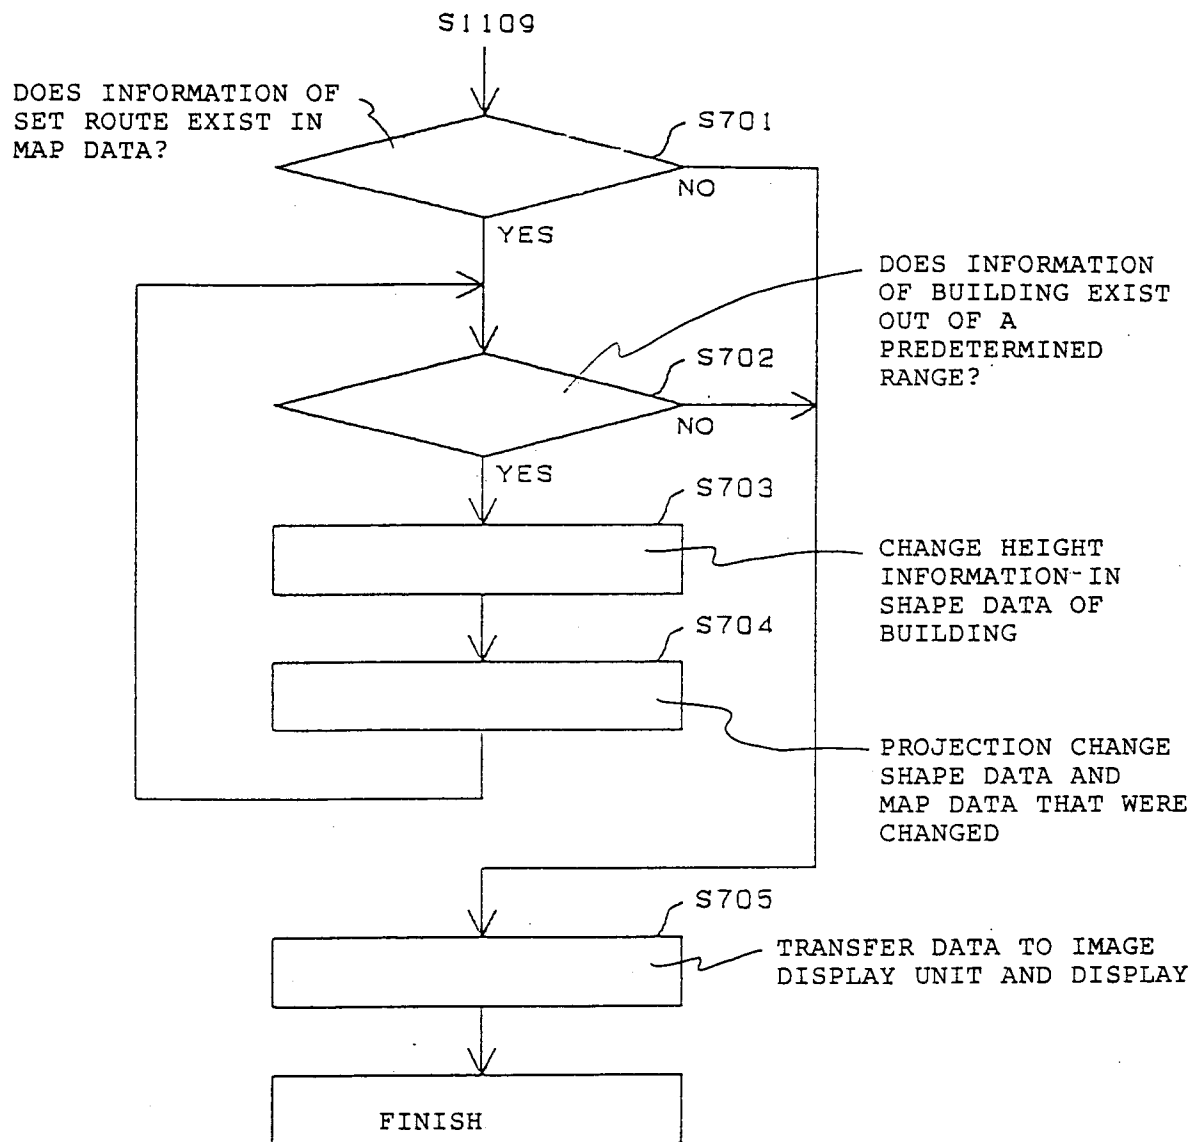 S1109
DOES INFORMATION OF
SET ROUTE EXIST IN
MAP DATA?
S701
NO
YES
DOES INFORMATION
OF BUILDING EXIST
OUT OF A
PREDETERMINED
RANGE?
S702
NO
YES
S703
CHANGE HEIGHT
INFORMATION-IN
SHAPE DATA OF
BUILDING
S704
PROJECTION CHANGE
SHAPE DATA AND
MAP DATA THAT WERE
CHANGED
S705
TRANSFER DATA TO IMAGE
DISPLAY UNIT AND DISPLAY
FINISH